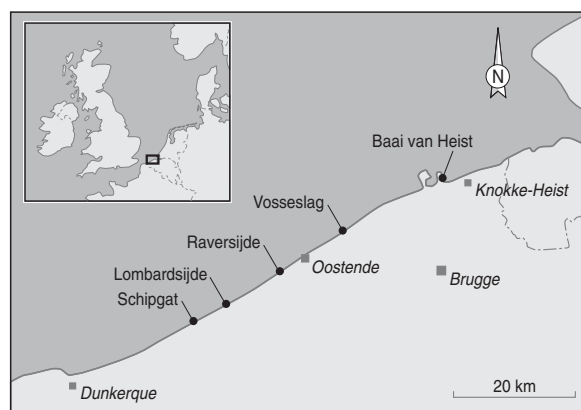 N
Baai van Heist
Knokke-Heist
Vosseslag
Raversijde
Oostende
Lombardsijde
Brugge
Schipgat
20 km
Dunkerque